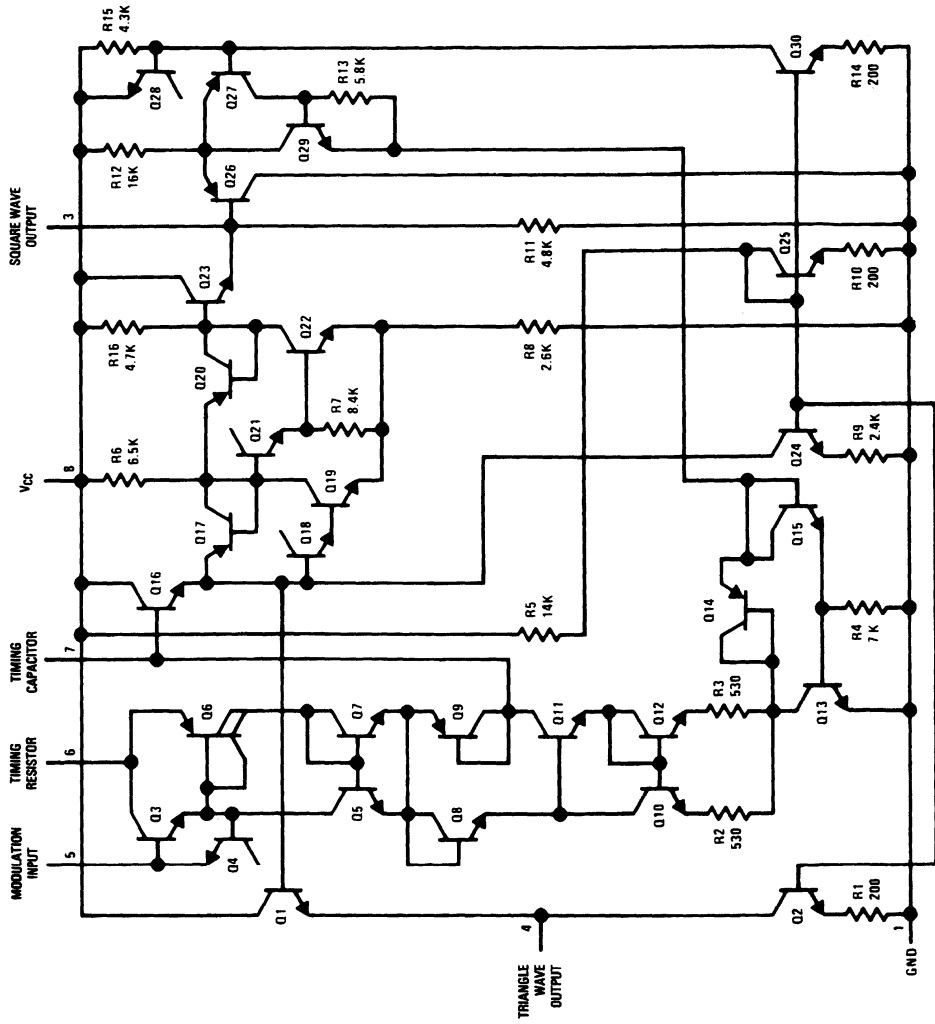 MODULATION
INPUT
5
TIMING
RESISTOR
6
TIMING
CAPACITOR
7
VCC
8
SQUARE WAVE
OUTPUT
3
R15
4.3K
Q28
R12
16K
Q27
R13
5.8K
Q29
Q26
Q23
R16
4.7K
Q20
R6
6.5K
Q17
Q21
Q22
R7
8.4K
Q19
Q18
Q16
R11
4.8K
R8
2.6K
R5
14K
Q6
Q3
Q4
Q7
Q5
Q9
Q8
Q11
Q12
Q10
R3
530
R2
530
Q1
4
TRIANGLE
WAVE
OUTPUT
Q30
R14
200
Q25
R10
200
Q24
R9
2.4K
Q15
Q14
R4
7K
Q13
Q2
R1
200
1
GND